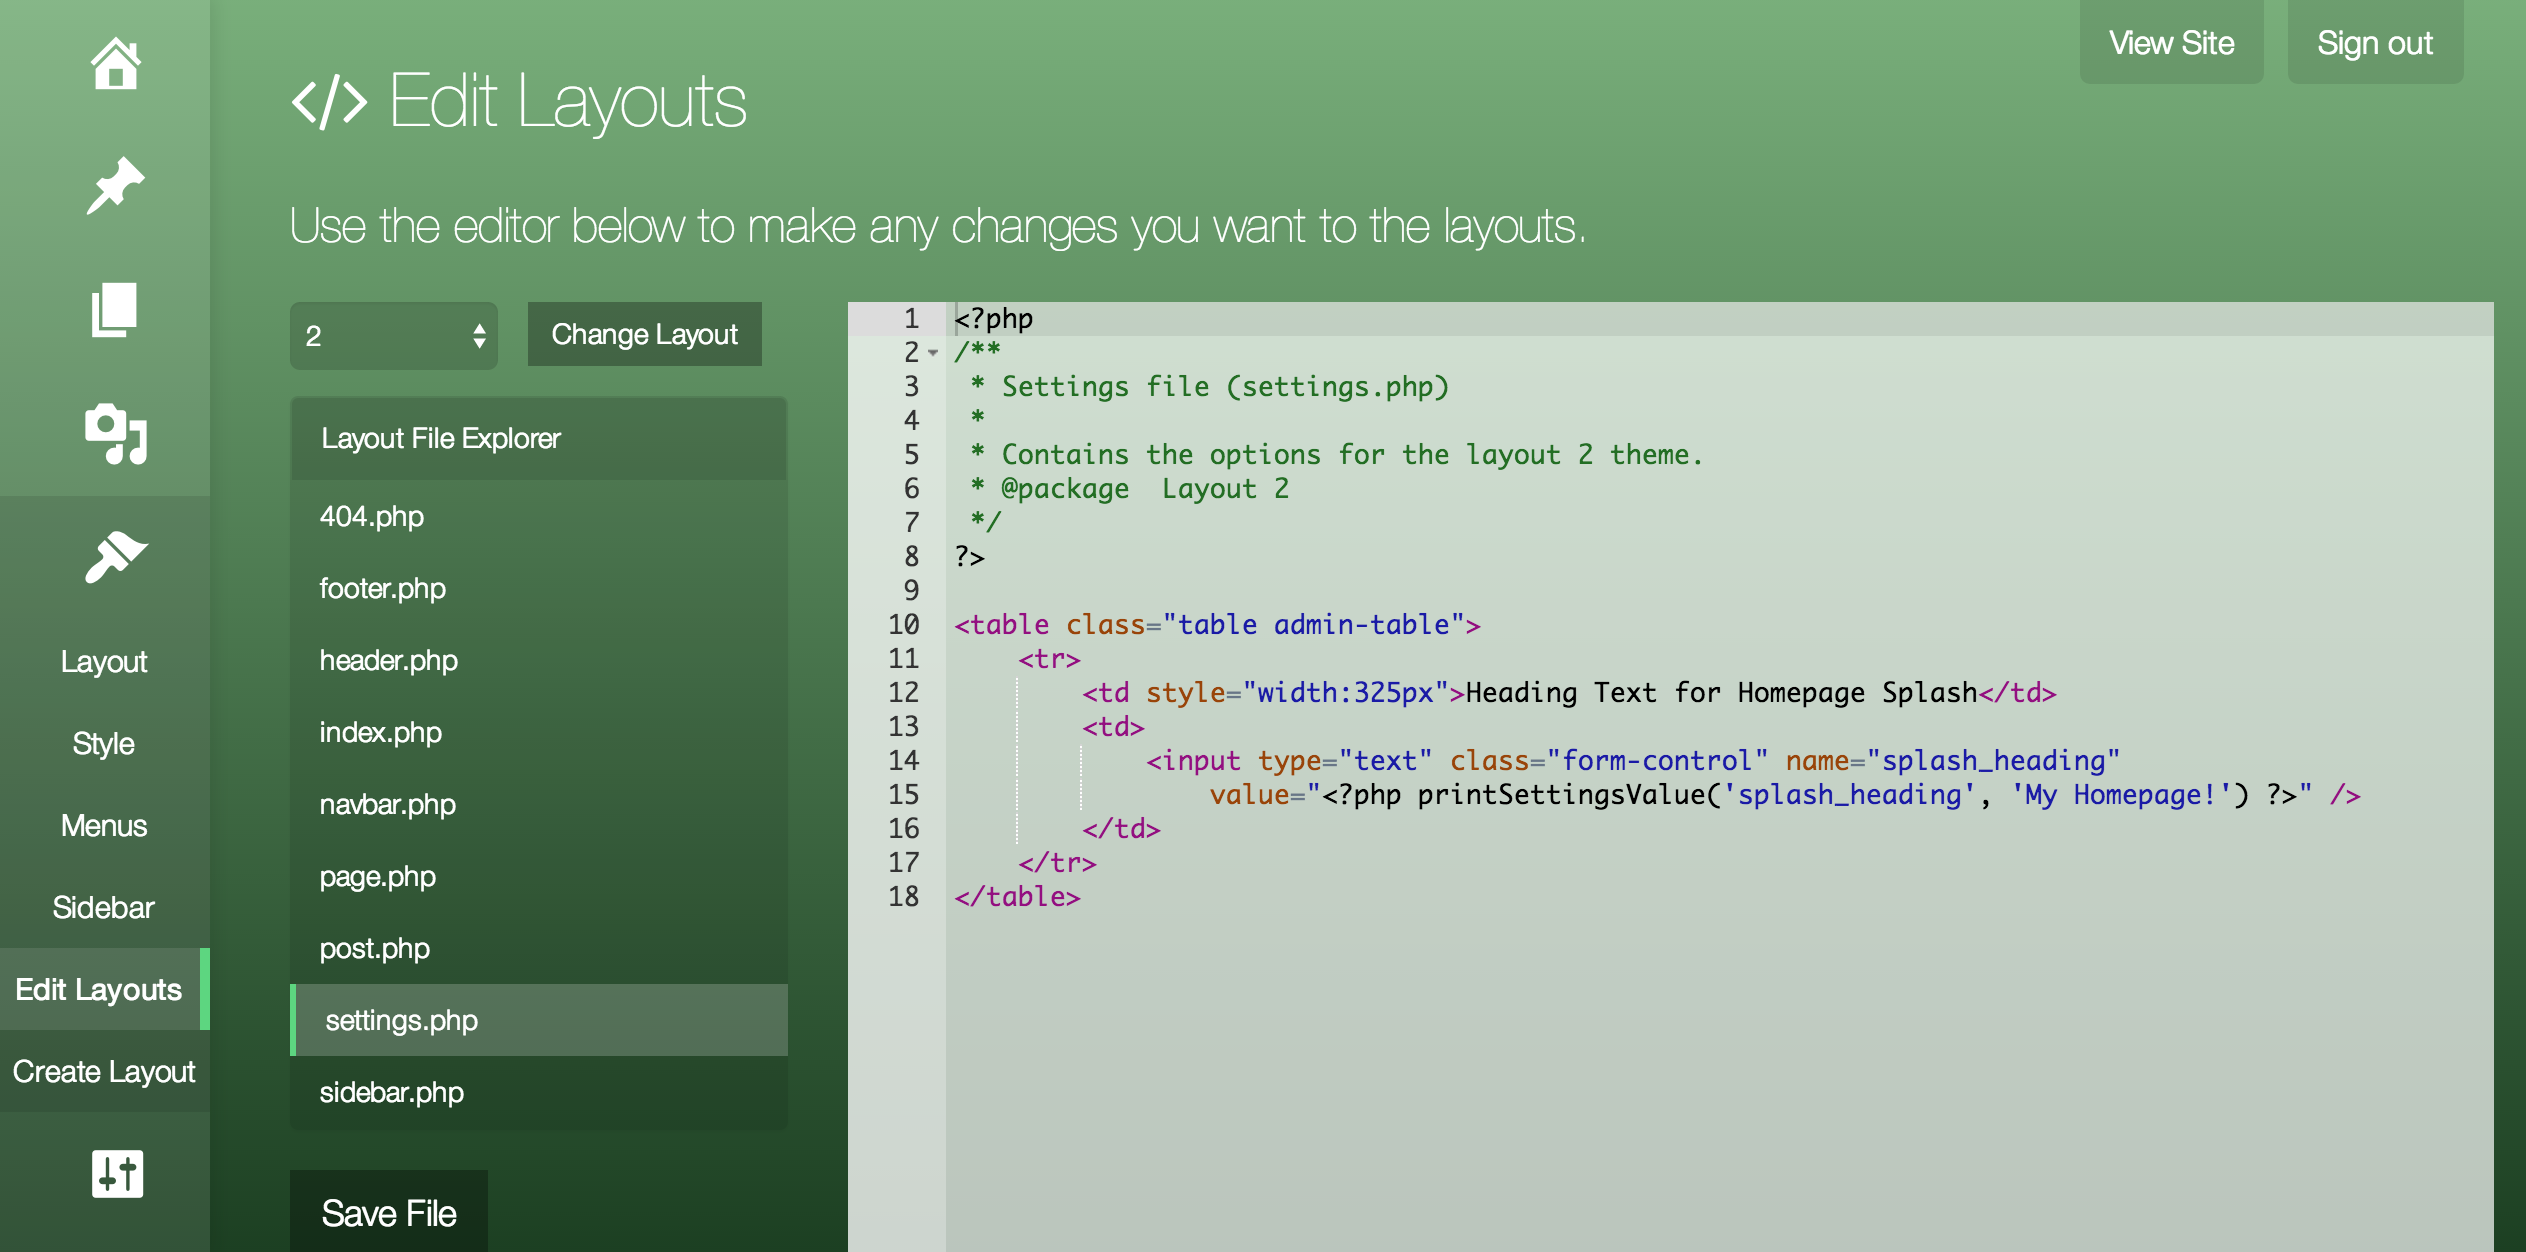 View Site
Sign out
</> Edit Layouts
Use the editor below to make any changes you want to the layouts.
Layout
Style
Menus
Sidebar
Edit Layouts
Create Layout
2
Change Layout
Layout File Explorer
404.php
footer.php
header.php
index.php
navbar.php
page.php
post.php
settings.php
sidebar.php
Save File
1 <?php
2 /**
3  * Settings file (settings.php)
4  *
5  * Contains the options for the layout 2 theme.
6  * @package  Layout 2
7  */
8 ?>
9
10 <table class="table admin-table">
11     <tr>
12         <td style="width:325px">Heading Text for Homepage Splash</td>
13         <td>
14             <input type="text" class="form-control" name="splash_heading"
15                 value="<?php printSettingsValue('splash_heading', 'My Homepage!') ?>" />
16         </td>
17     </tr>
18 </table>